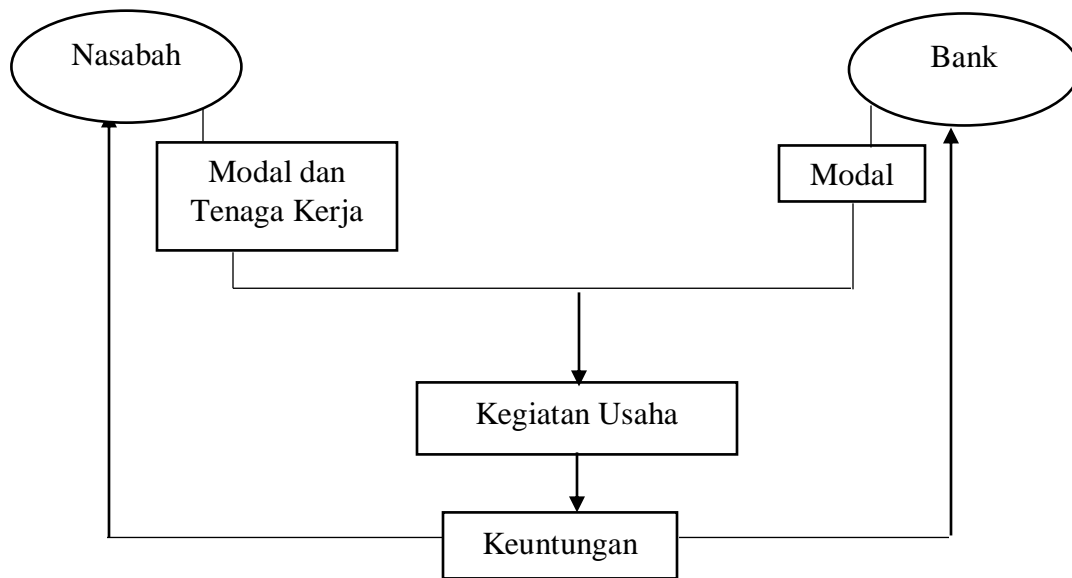 Nasabah
Bank
Modal dan
Tenaga Kerja
Modal
Kegiatan Usaha
Keuntungan